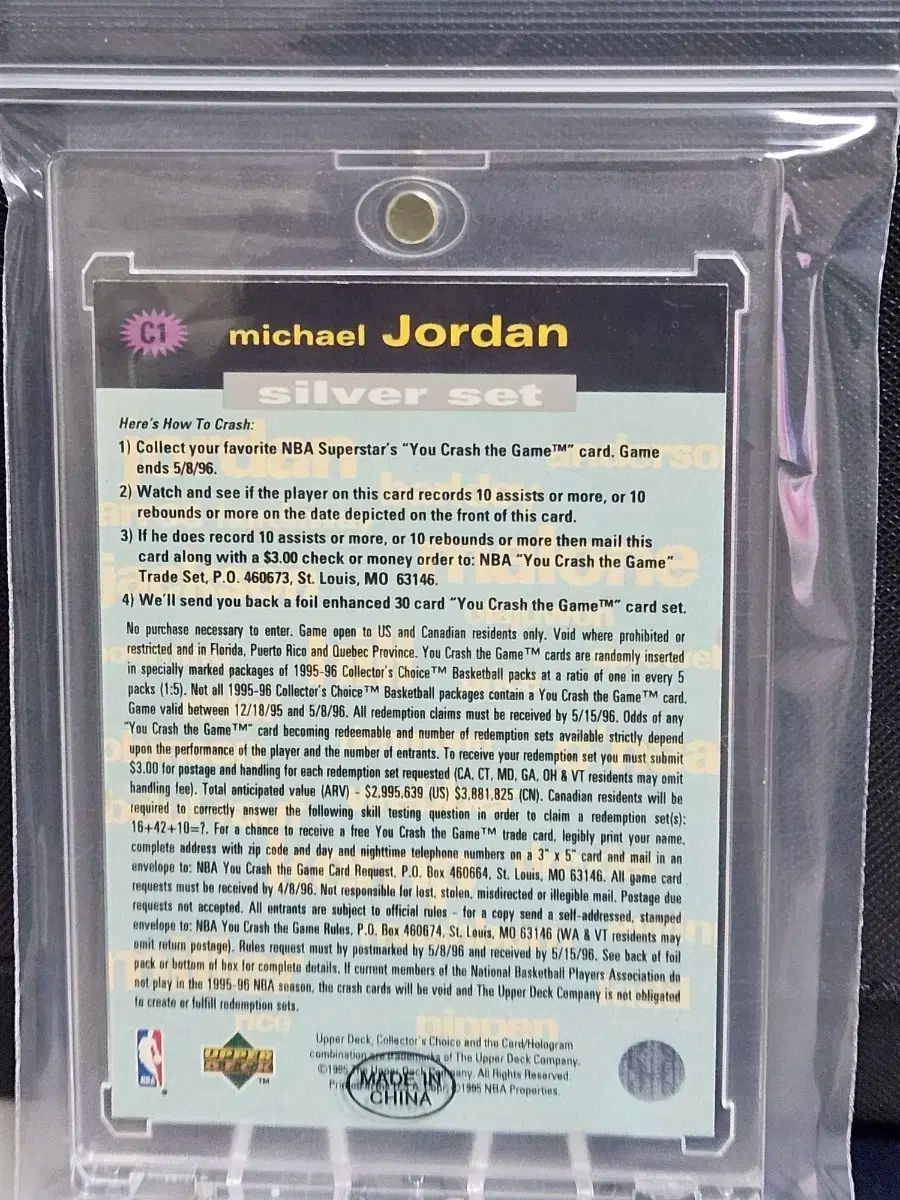 C1
michael Jordan
silver set
Here's How To Crash:
1) Collect your favorite NBA Superstar's "You Crash the Game™" card. Game
ends 5/8/96.
2) Watch and see if the player on this card records 10 assists or more, or 10
rebounds or more on the date depicted on the front of this card.
3) If he does record 10 assists or more, or 10 rebounds or more then mail this
card along with a $3.00 check or money order to: NBA "You Crash the Game"
Trade Set, P.O. 460673, St. Louis, MO 63146.
4) We'll send you back a foil enhanced 30 card "You Crash the Game™" card set.
No purchase necessary to enter. Game open to US and Canadian residents only. Void where prohibited or
restricted and in Florida, Puerto Rico and Quebec Province. You Crash the Game™ cards are randomly inserted
in specially marked packages of 1995-96 Collector's Choice™ Basketball packs at a ratio of one in every 5
packs (1:5). Not all 1995-96 Collector's Choice™ Basketball packages contain a You Crash the Game™ card.
Game valid between 12/18/95 and 5/8/96. All redemption claims must be received by 5/15/96. Odds of any
"You Crash the Game™" card becoming redeemable and number of redemption sets available strictly depend
upon the performance of the player and the number of entrants. To receive your redemption set you must submit
$3.00 for postage and handling for each redemption set requested (CA, CT, MD, GA, OH & VT residents may omit
handling fee). Total anticipated value (ARV) - $2,995,639 (US) $3,881,825 (CN). Canadian residents will be
required to correctly answer the following skill testing question in order to claim a redemption set(s):
16+42+10=?. For a chance to receive a free You Crash the Game™ trade card, legibly print your name,
complete address with zip code and day and nighttime telephone numbers on a 3" x 5" card and mail in an
envelope to: NBA You Crash the Game Card Request, P.O. Box 460664, St. Louis, MO 63146. All game card
requests must be received by 4/8/96. Not responsible for lost, stolen, misdirected or illegible mail. Postage due
requests not accepted. All entrants are subject to official rules - for a copy send a self-addressed, stamped
envelope to: NBA You Crash the Game Rules, P.O. Box 460674, St. Louis, MO 63146 (WA & VT residents may
omit return postage). Rules request must by postmarked by 5/8/96 and received by 5/15/96. See back of foil
pack or bottom of box for complete details. If current members of the National Basketball Players Association do
not play in the 1995-96 NBA season, the crash cards will be void and The Upper Deck Company is not obligated
to create or fulfill redemption sets.
rice pippen
NBA
UPPER DECK ™
Upper Deck, Collector's Choice and the Card/Hologram
combination are trademarks of The Upper Deck Company.
©1995 The Upper Deck Company. All Rights Reserved.
1995 NBA Properties.
MADE IN
CHINA